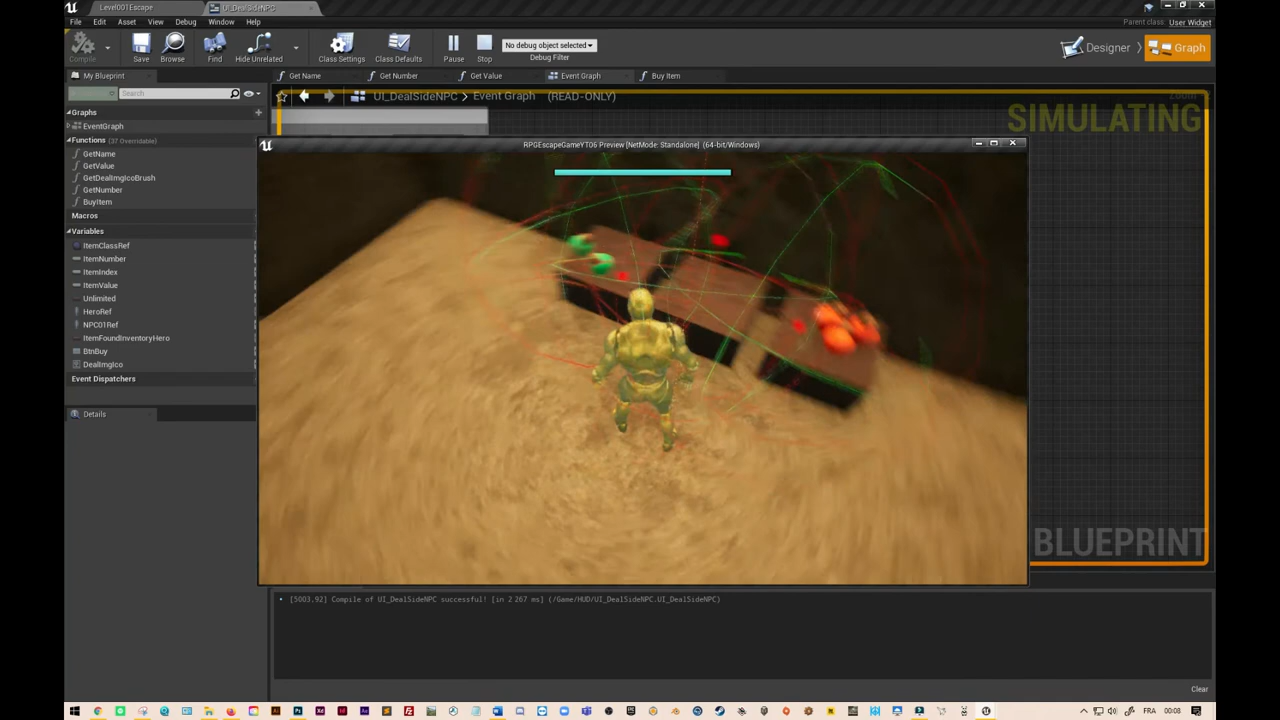 Level001Escape
UI_DealSideNPC
File Edit Asset View Debug Window Help
Parent class: User Widget
Compile
Save
Browse
Find
Hide Unrelated
Class Settings
Class Defaults
Pause
Stop
No debug object selected
Debug Filter
Designer
Graph
My Blueprint
Get Name
Get Number
Get Value
Event Graph
Buy Item
Search
UI_DealSideNPC > Event Graph (READ-ONLY)
SIMULATING
Graphs
EventGraph
Functions (37 Overridable)
GetName
GetValue
GetDealImgIcoBrush
GetNumber
BuyItem
Macros
Variables
ItemClassRef
ItemNumber
ItemIndex
ItemValue
Unlimited
HeroRef
NPC01Ref
ItemFoundInventoryHero
BtnBuy
DealImgIco
Event Dispatchers
Details
RPGEscapeGameYT06 Preview [NetMode: Standalone] (64-bit/Windows)
BLUEPRINT
[5003,92] Compile of UI_DealSideNPC successful! [in 2 267 ms] (/Game/HUD/UI_DealSideNPC.UI_DealSideNPC)
Clear
FRA
00:08